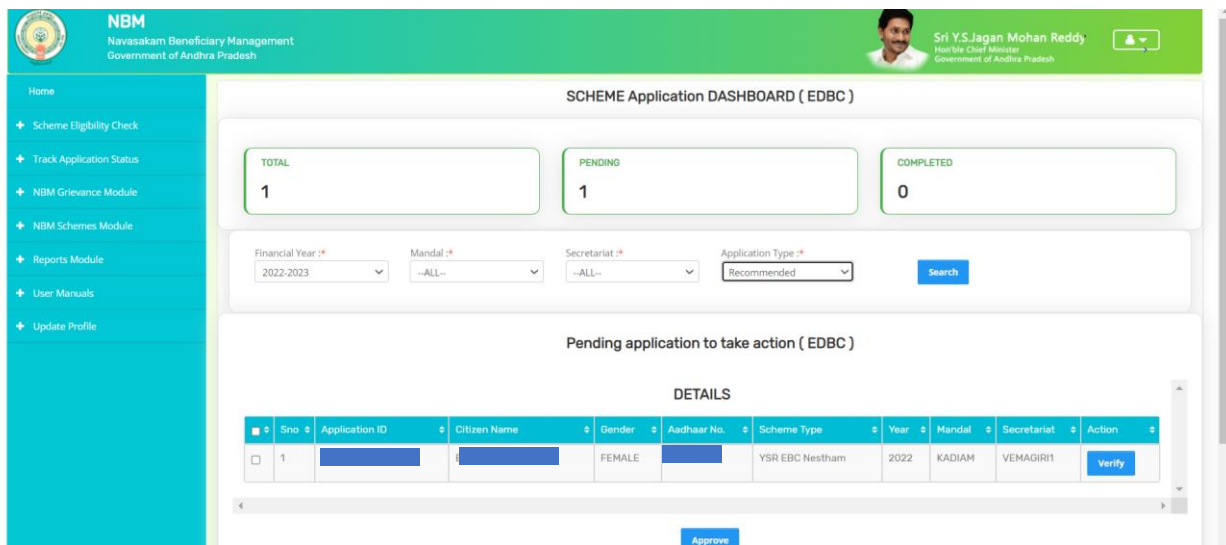 NBM
Navasakam Beneficiary Management
Government of Andhra Pradesh
Sri Y.S.Jagan Mohan Reddy
Hon'ble Chief Minister
Government of Andhra Pradesh
Home
Scheme Eligibility Check
Track Application Status
NBM Grievance Module
NBM Schemes Module
Reports Module
User Manuals
Update Profile
SCHEME Application DASHBOARD ( EDBC )
TOTAL
1
PENDING
1
COMPLETED
0
Financial Year :* Mandal :* Secretariat :* Application Type :*
2022-2023 --ALL-- --ALL-- Recommended Search
Pending application to take action ( EDBC )
DETAILS
Sno Application ID Citizen Name Gender Aadhaar No. Scheme Type Year Mandal Secretariat Action
1 FEMALE YSR EBC Nestham 2022 KADIAM VEMAGIRI1 Verify
Approve